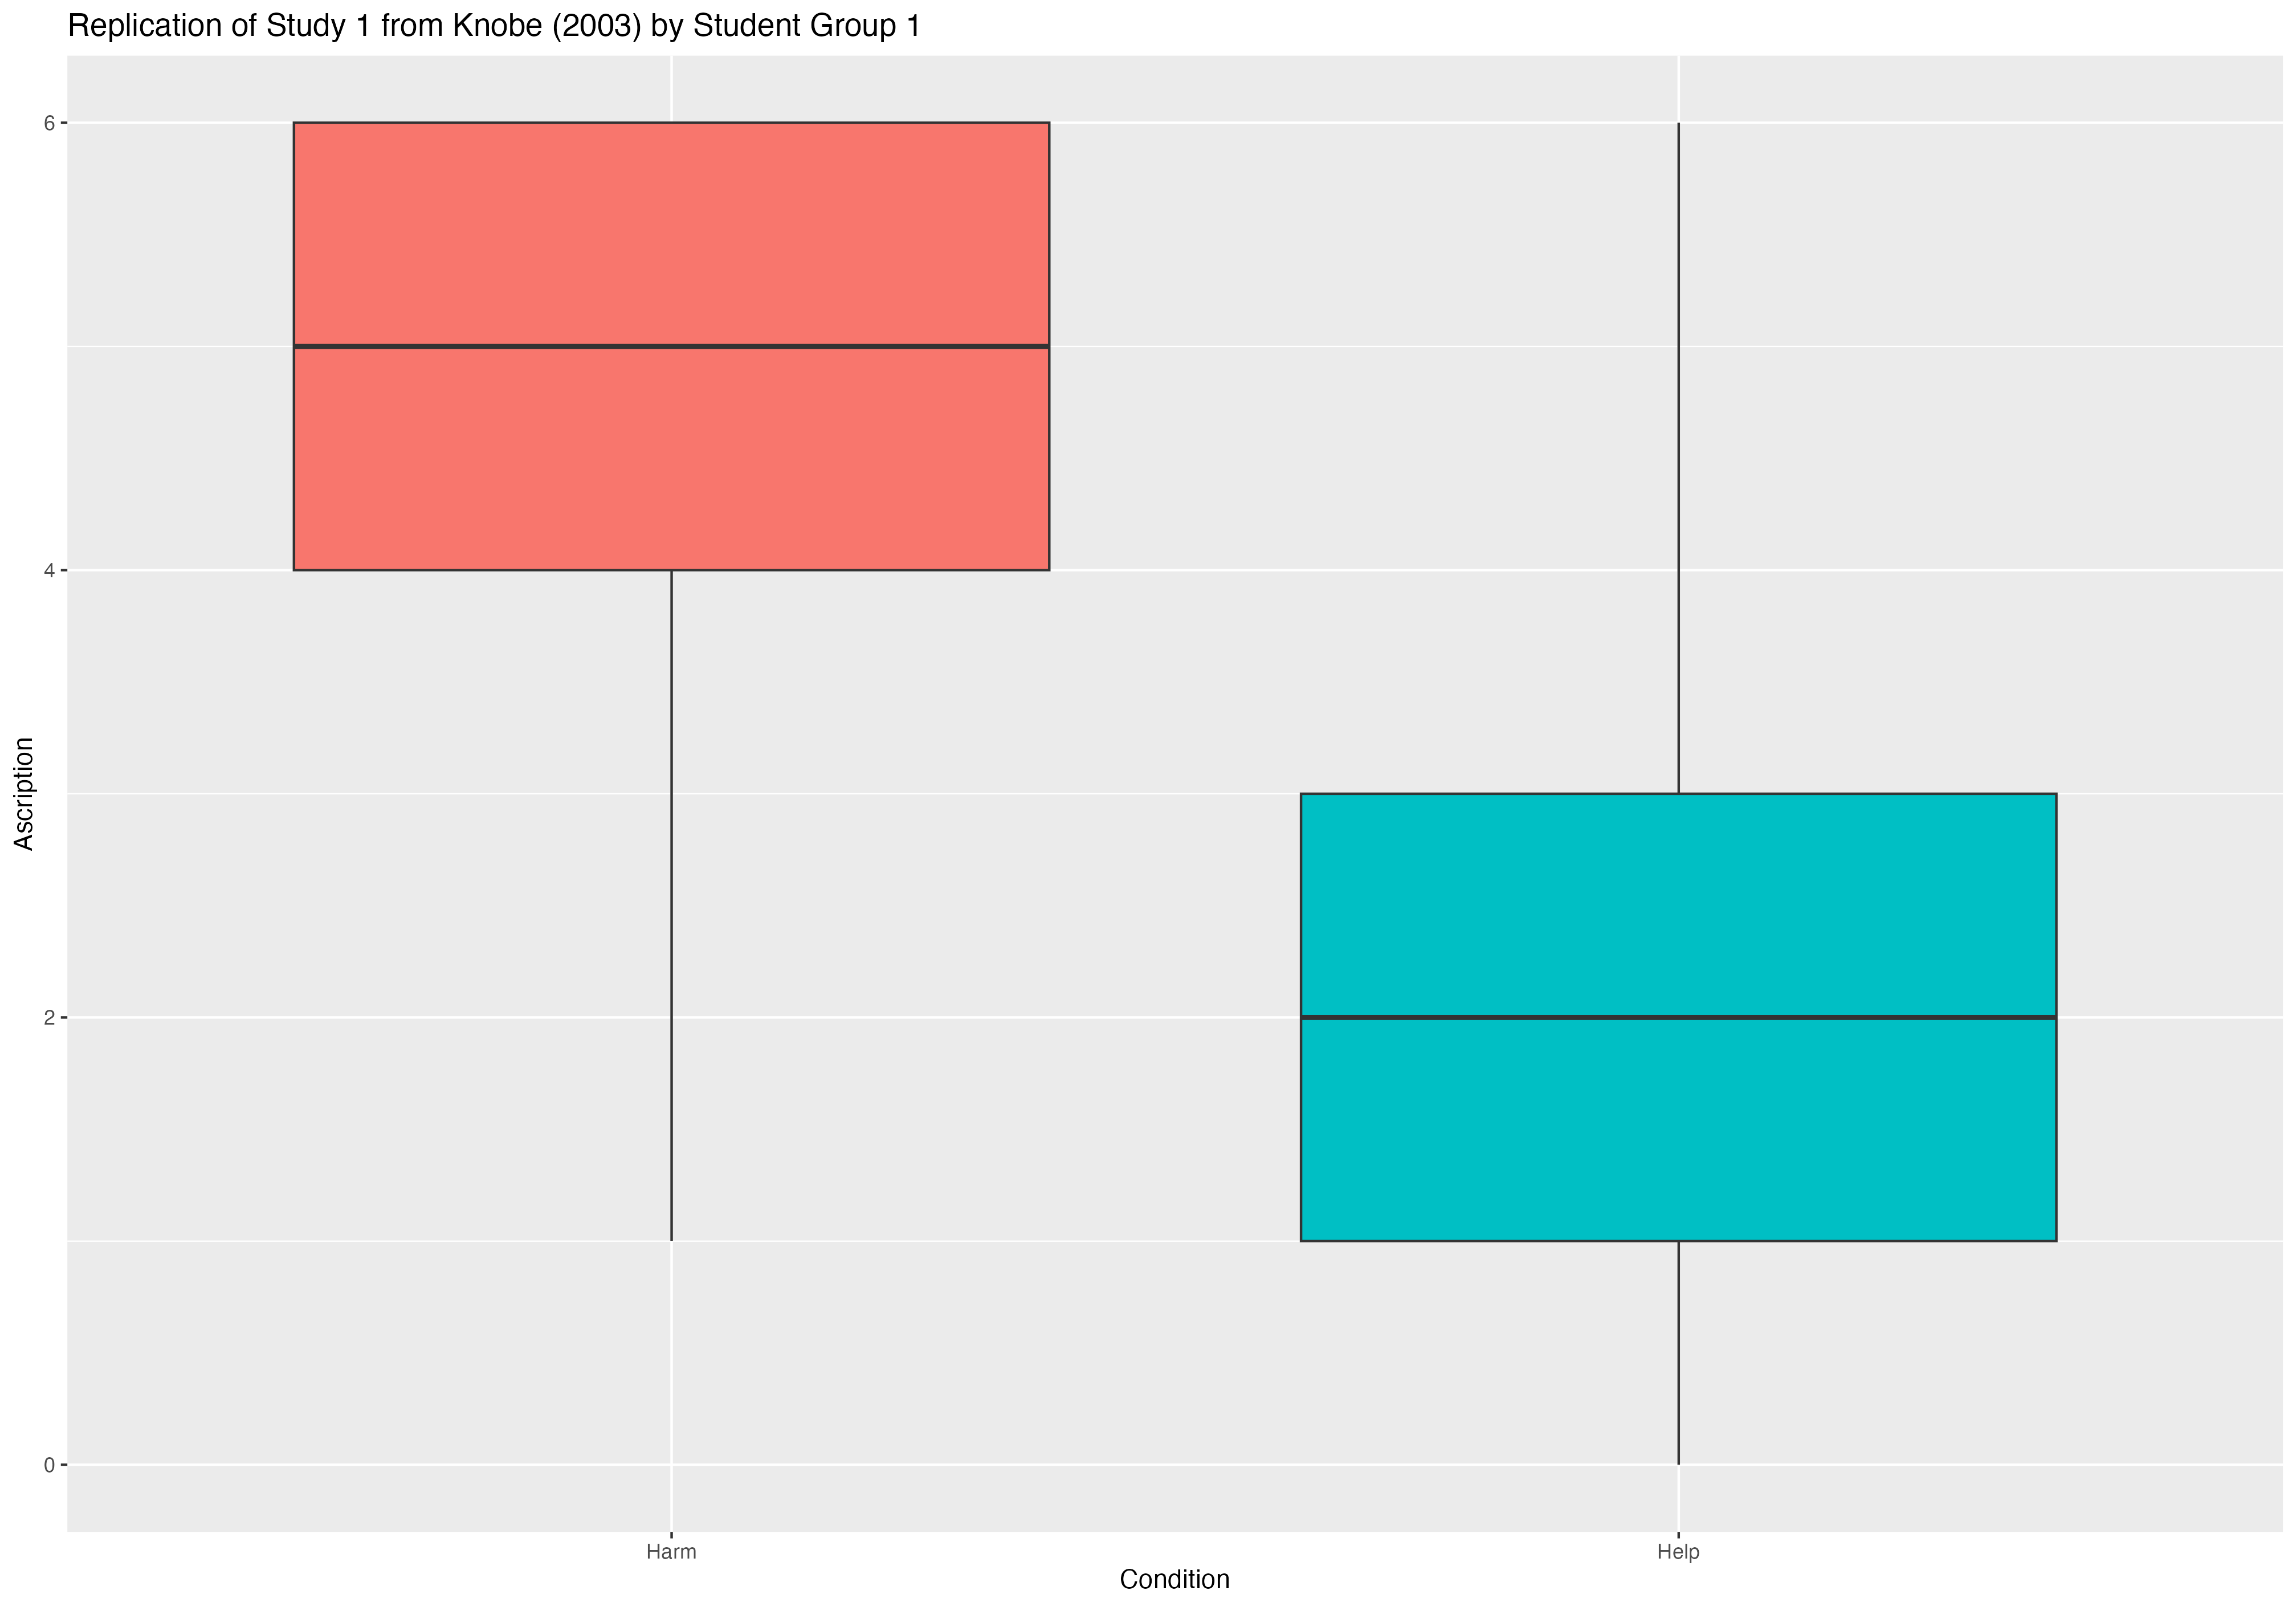 Replication of Study 1 from Knobe (2003) by Student Group 1
6
4
2
0
Ascription
Harm
Help
Condition